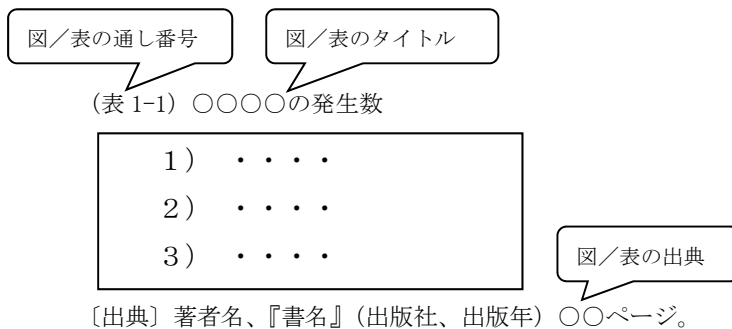 図／表の通し番号
図／表のタイトル
(表 1-1) ○○○○の発生数
１） ・・・・
２） ・・・・
３） ・・・・
図／表の出典
〔出典〕著者名、『書名』（出版社、出版年）○○ページ。